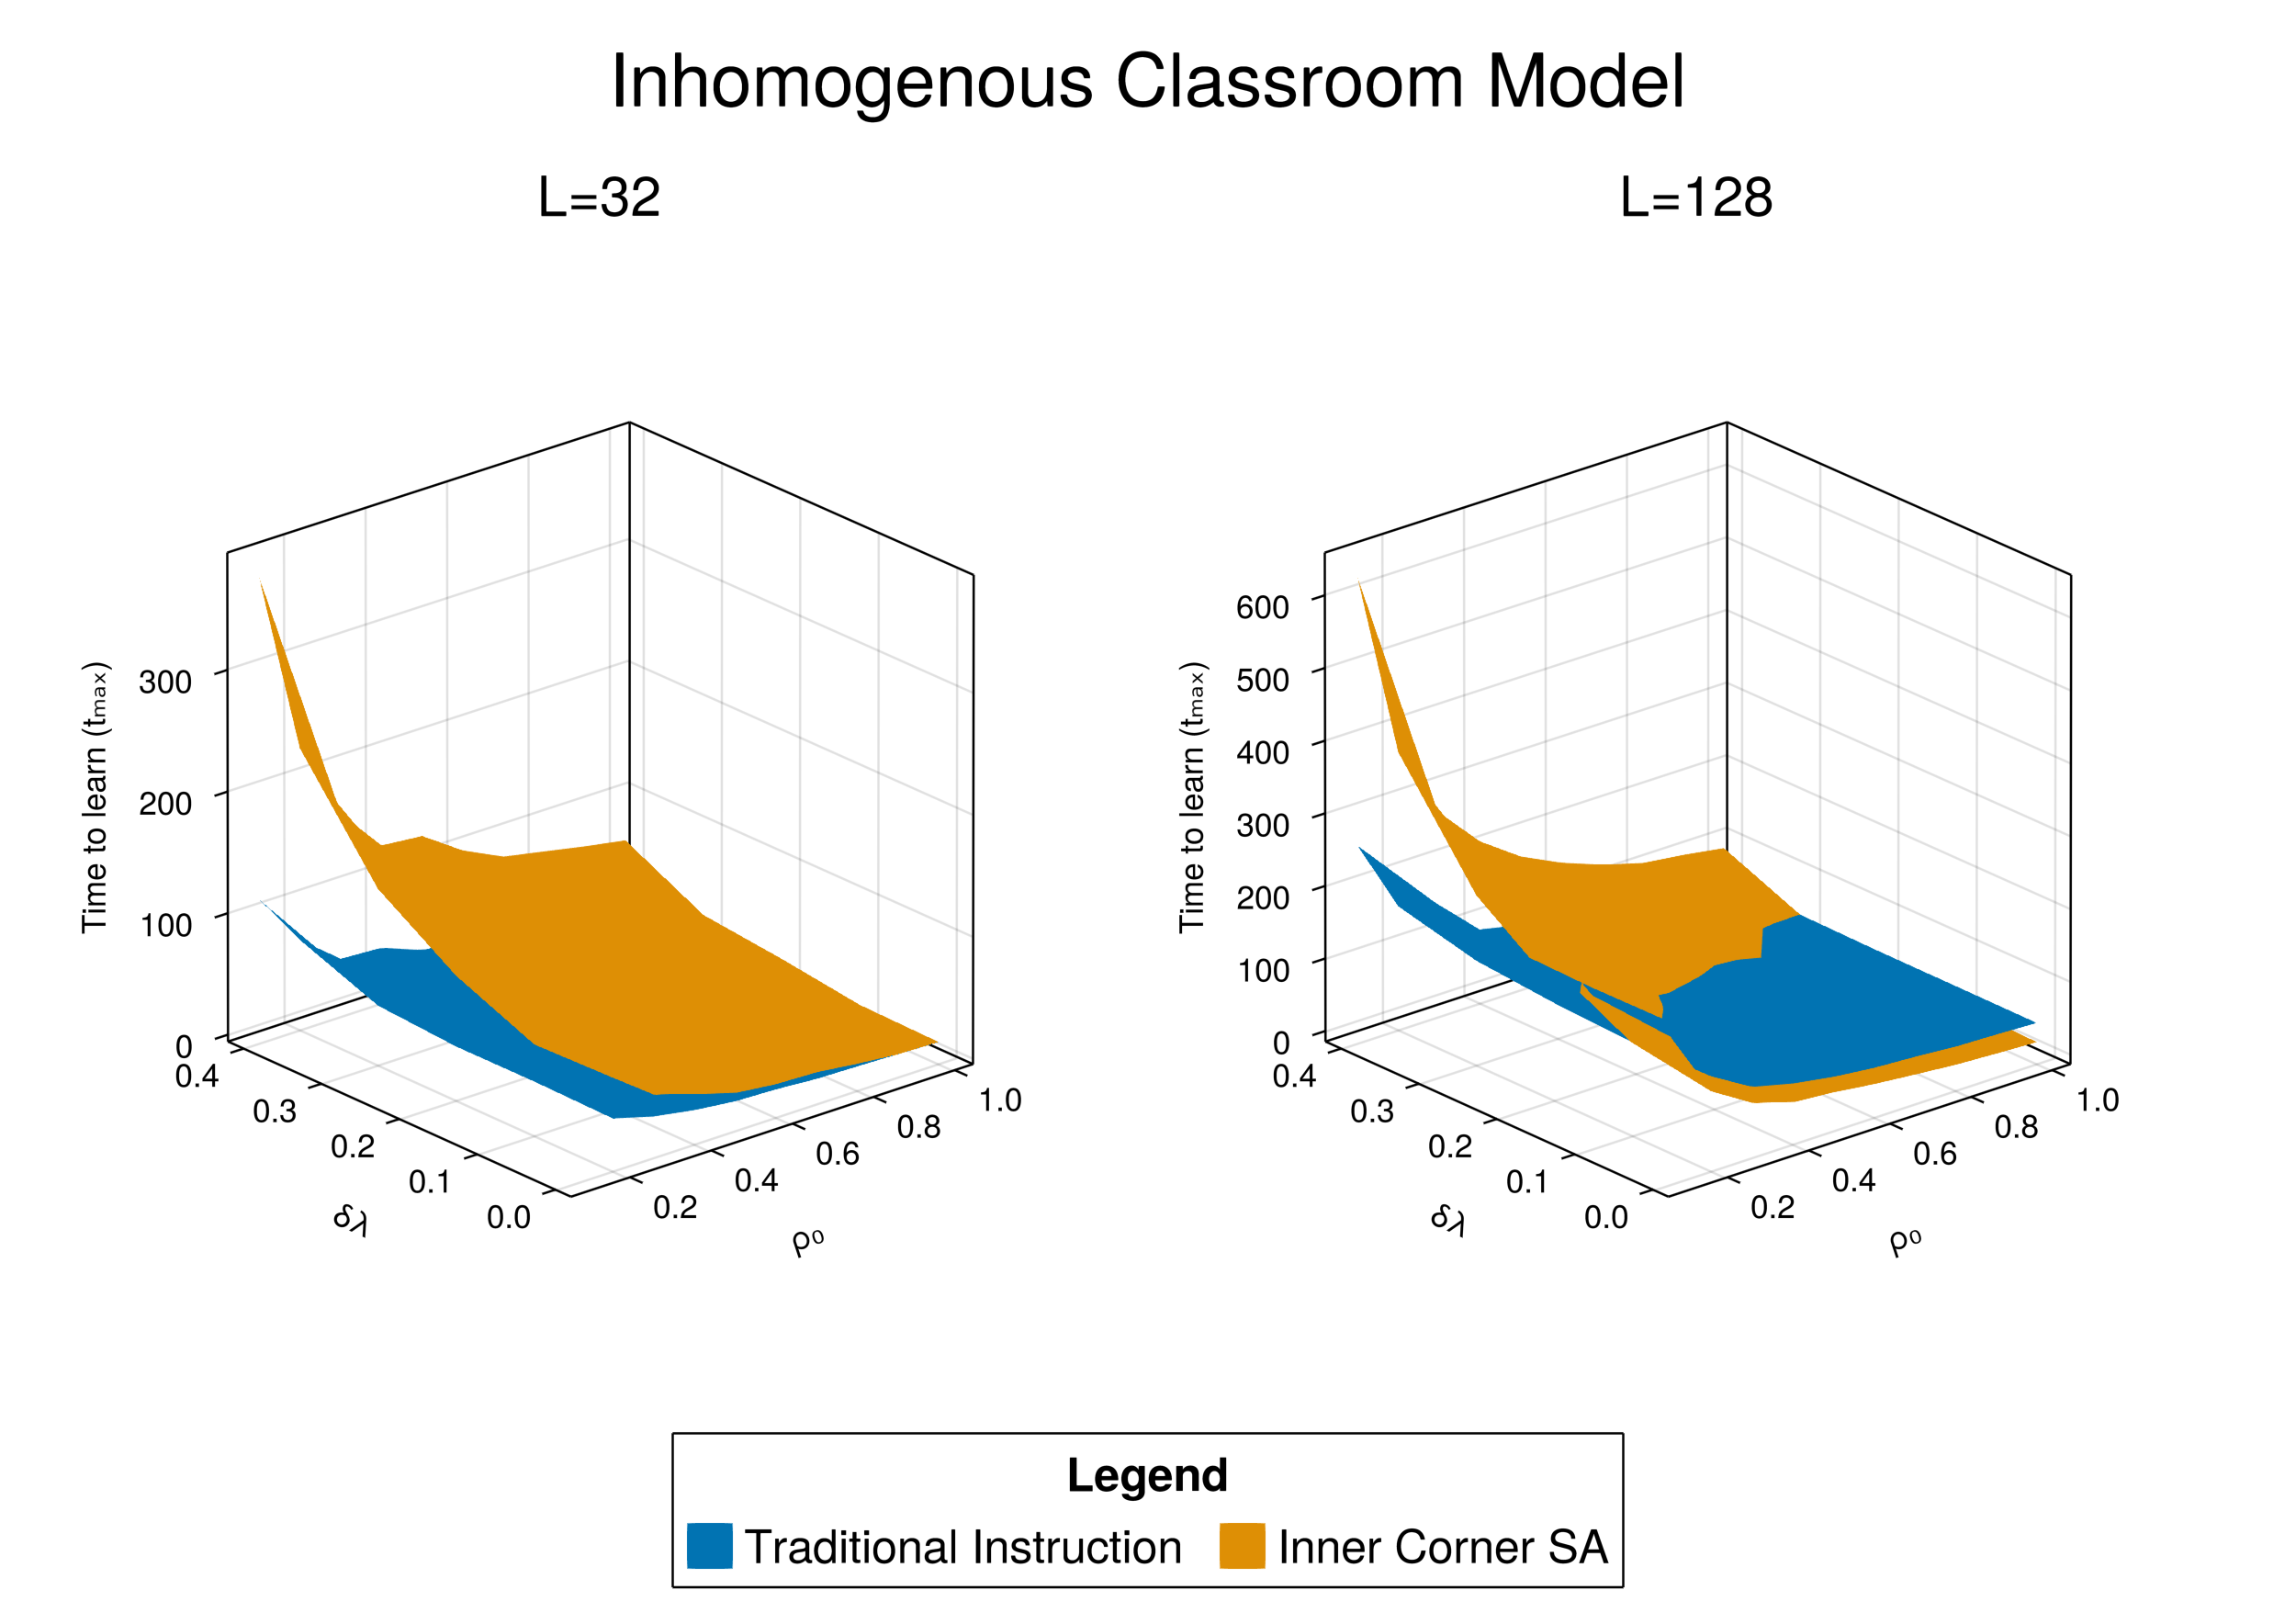 Inhomogenous Classroom Model
L=32
L=128
Time to learn (tₘₐₓ)
300
200
100
0
0.4
0.3
0.2
0.1
0.0
δλ
0.2
0.4
0.6
0.8
1.0
ρ⁰
Time to learn (tₘₐₓ)
600
500
400
300
200
100
0
0.4
0.3
0.2
0.1
0.0
δλ
0.2
0.4
0.6
0.8
1.0
ρ⁰
Legend
Traditional Instruction Inner Corner SA